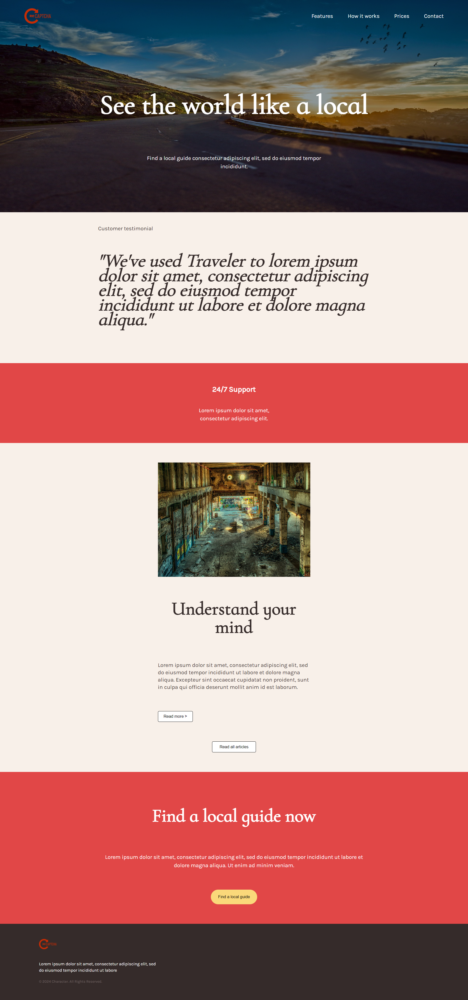 ReCAPTCHA
Features
How it works
Prices
Contact
See the world like a local
Find a local guide consectetur adipiscing elit, sed do eiusmod tempor
incididunt.
Customer testimonial
"We've used Traveler to lorem ipsum
dolor sit amet, consectetur adipiscing
elit, sed do eiusmod tempor
incididunt ut labore et dolore magna
aliqua."
24/7 Support
Lorem ipsum dolor sit amet,
consectetur adipiscing elit.
Understand your
mind
Lorem ipsum dolor sit amet, consectetur adipiscing elit, sed
do eiusmod tempor incididunt ut labore et dolore magna
aliqua. Excepteur sint occaecat cupidatat non proident, sunt
in culpa qui officia deserunt mollit anim id est laborum.
Read more >
Read all articles
Find a local guide now
Lorem ipsum dolor sit amet, consectetur adipiscing elit, sed do eiusmod tempor incididunt ut labore et
dolore magna aliqua. Ut enim ad minim veniam.
Find a local guide
ReCAPTCHA
Lorem ipsum dolor sit amet, consectetur adipiscing elit, sed
do eiusmod tempor incididunt ut labore
© 2024 Character. All Rights Reserved.